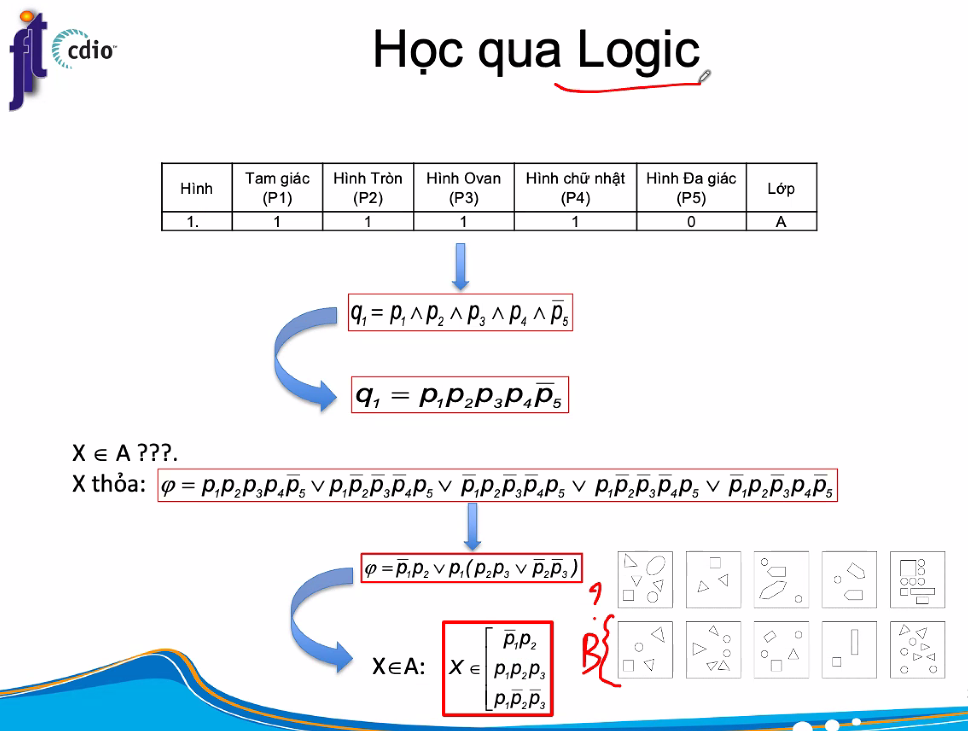 jft cdio™
Học qua Logic
Hình | Tam giác (P1) | Hình Tròn (P2) | Hình Ovan (P3) | Hình chữ nhật (P4) | Hình Đa giác (P5) | Lớp
1. | 1 | 1 | 1 | 1 | 0 | A
q₁ = p₁ ∧ p₂ ∧ p₃ ∧ p₄ ∧ p̅₅
q₁ = p₁p₂p₃p₄p̅₅
X ∈ A ???.
X thỏa: φ = p₁p₂p₃p₄p̅₅ ∨ p₁p̅₂p̅₃p̅₄p₅ ∨ p̅₁p₂p̅₃p̅₄p₅ ∨ p₁p̅₂p̅₃p̅₄p₅ ∨ p̅₁p₂p̅₃p₄p̅₅
φ = p̅₁p₂ ∨ p₁(p₂p₃ ∨ p̅₂p̅₃)
?
B
X∈A: X ∈ [ p̅₁p₂
p₁p₂p₃
p₁p̅₂p̅₃